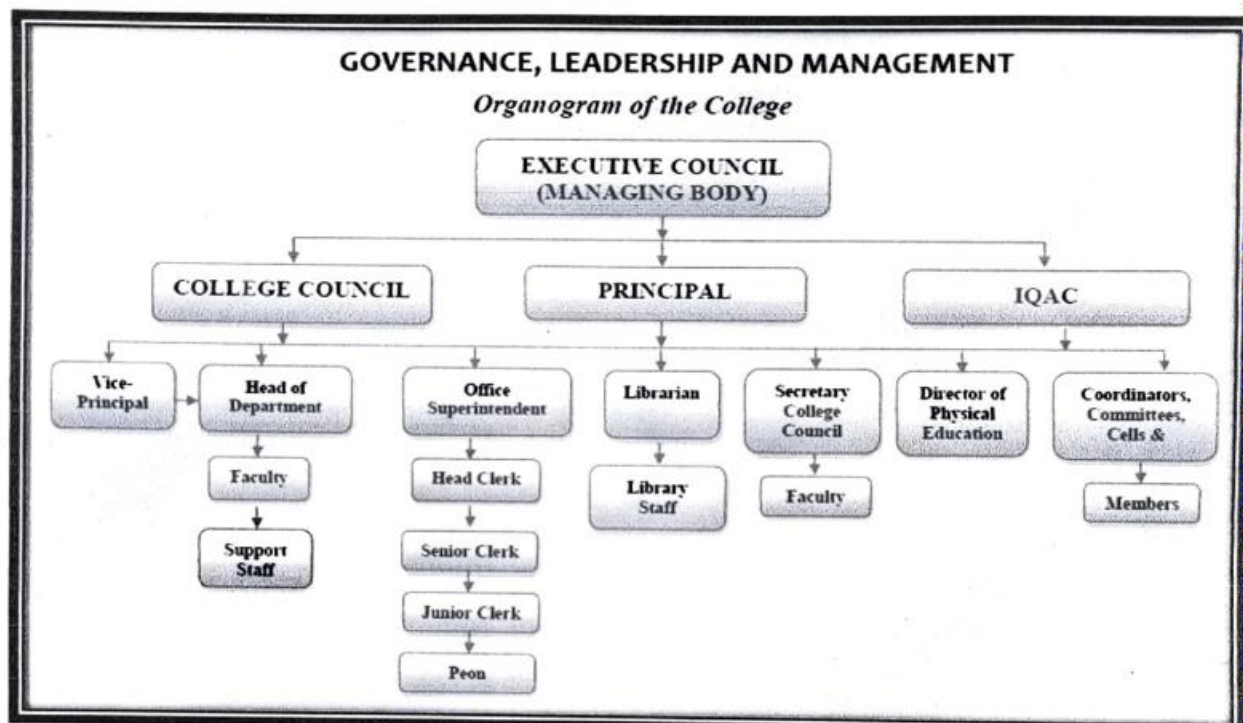 GOVERNANCE, LEADERSHIP AND MANAGEMENT
Organogram of the College
EXECUTIVE COUNCIL
(MANAGING BODY)
COLLEGE COUNCIL
PRINCIPAL
IQAC
Vice-
Principal
Head of
Department
Office
Superintendent
Librarian
Secretary
College
Council
Director of
Physical
Education
Coordinators,
Committees,
Cells &
Faculty
Head Clerk
Library
Staff
Faculty
Members
Support
Staff
Senior Clerk
Junior Clerk
Peon